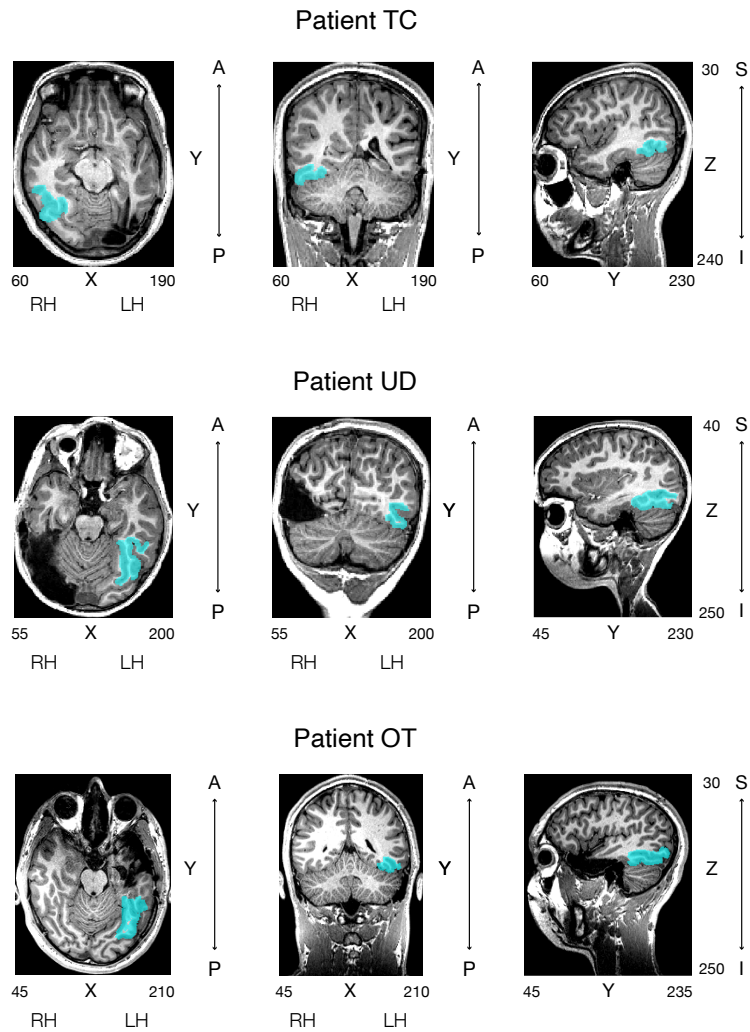 Patient TC
A A 30 S
Y Y Z
P P 240 I
60 X 190 60 X 190 60 Y 230
RH LH RH LH
Patient UD
A A 40 S
Y Y Z
P P 250 I
55 X 200 55 X 200 45 Y 230
RH LH RH LH
Patient OT
A A 30 S
Y Y Z
P P 250 I
45 X 210 45 X 210 45 Y 235
RH LH RH LH